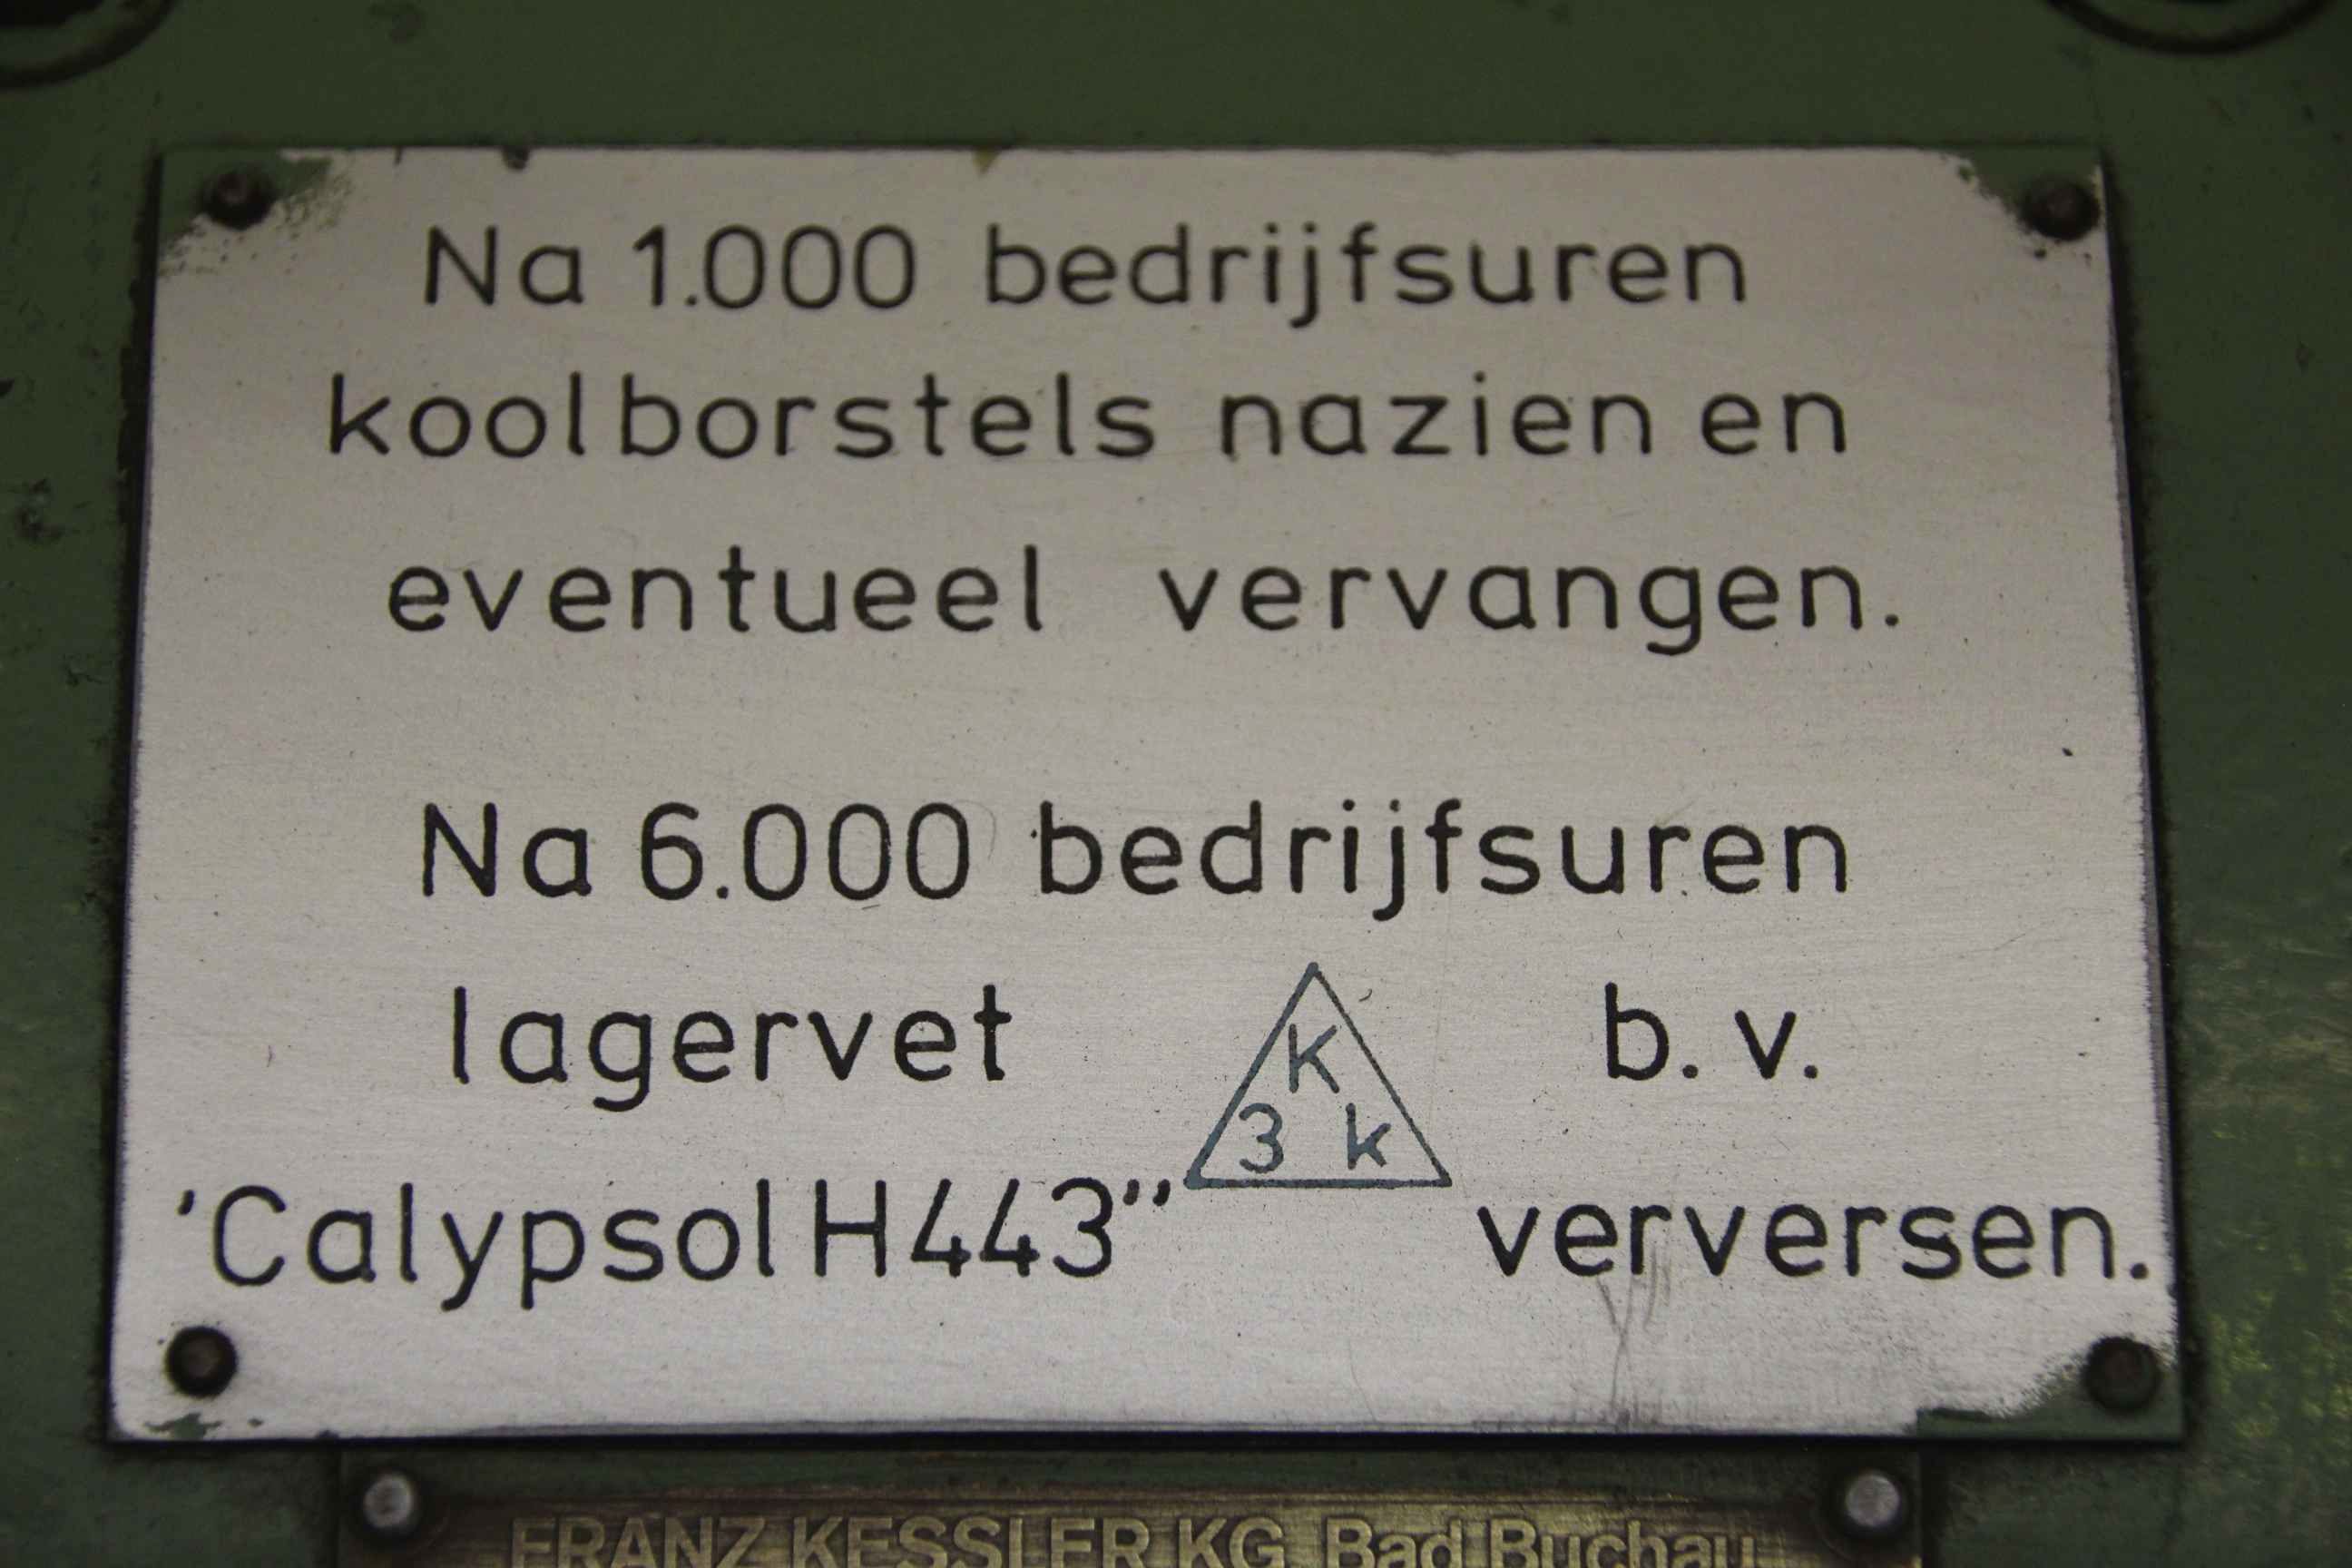 Na 1.000 bedrijfsuren
koolborstels nazien en
eventueel vervangen.
Na 6.000 bedrijfsuren
lagervet b. v.
K
3 k
'Calypsol H443" verversen.
FRANZ KESSLER KG Bad Buchau